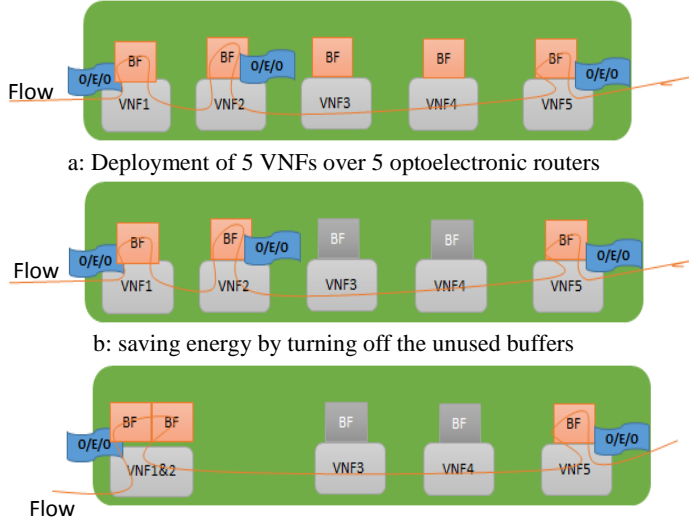 BF BF BF BF BF
O/E/O O/E/O O/E/O
Flow
VNF1 VNF2 VNF3 VNF4 VNF5
a: Deployment of 5 VNFs over 5 optoelectronic routers
BF BF BF BF BF
O/E/O O/E/O O/E/O
Flow
VNF1 VNF2 VNF3 VNF4 VNF5
b: saving energy by turning off the unused buffers
BF BF BF BF BF
O/E/O O/E/O
VNF1&2 VNF3 VNF4 VNF5
Flow